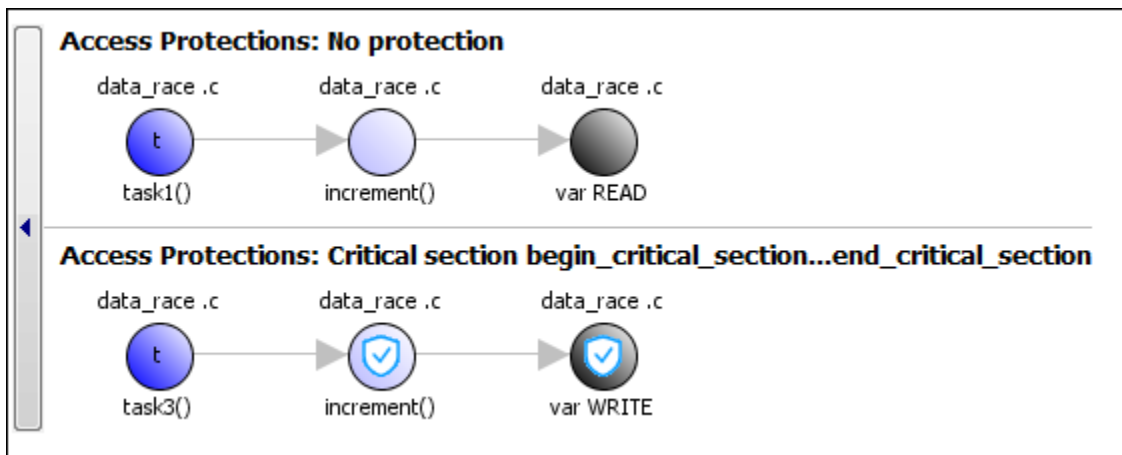 Access Protections: No protection
data_race .c data_race .c data_race .c
t
task1() increment() var READ
Access Protections: Critical section begin_critical_section...end_critical_section
data_race .c data_race .c data_race .c
t
task3() increment() var WRITE